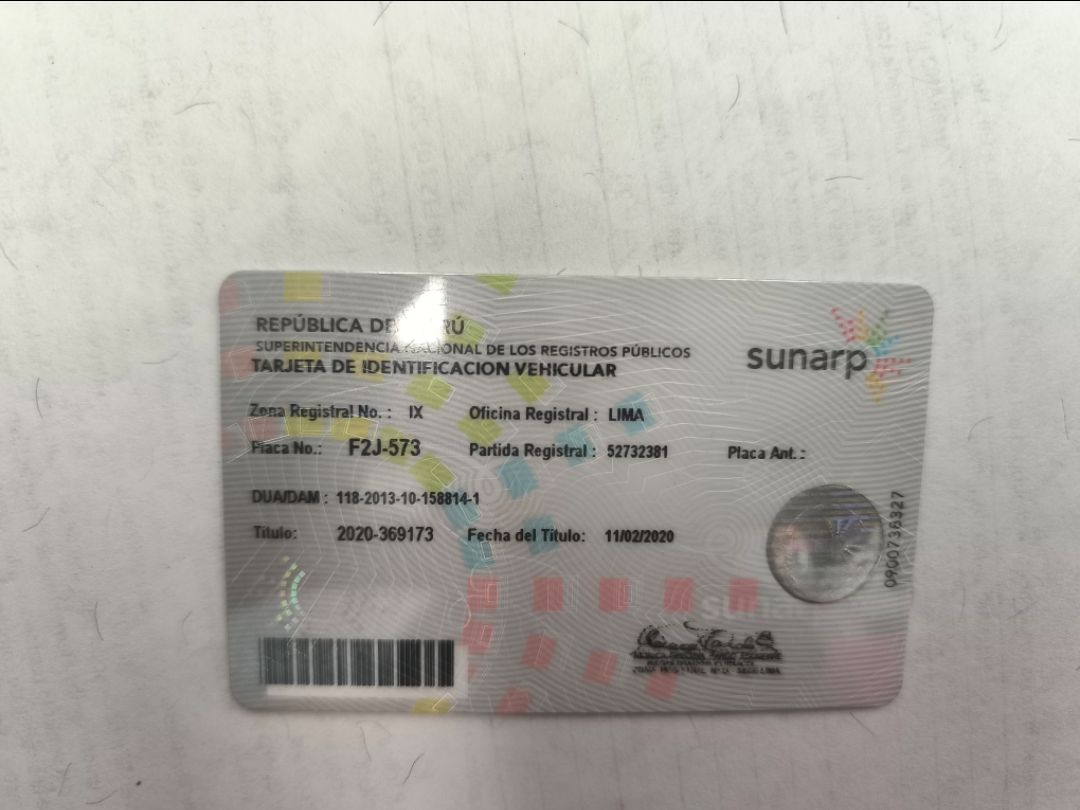 REPÚBLICA DEL PERÚ
SUPERINTENDENCIA NACIONAL DE LOS REGISTROS PÚBLICOS
TARJETA DE IDENTIFICACION VEHICULAR
sunarp
Zona Registral No. : IX Oficina Registral : LIMA
Placa No.: F2J-573 Partida Registral : 52732381 Placa Ant. :
DUA/DAM : 118-2013-10-158814-1
Titulo: 2020-369173 Fecha del Titulo: 11/02/2020
0900736327
REGISTRADOR PUBLICO